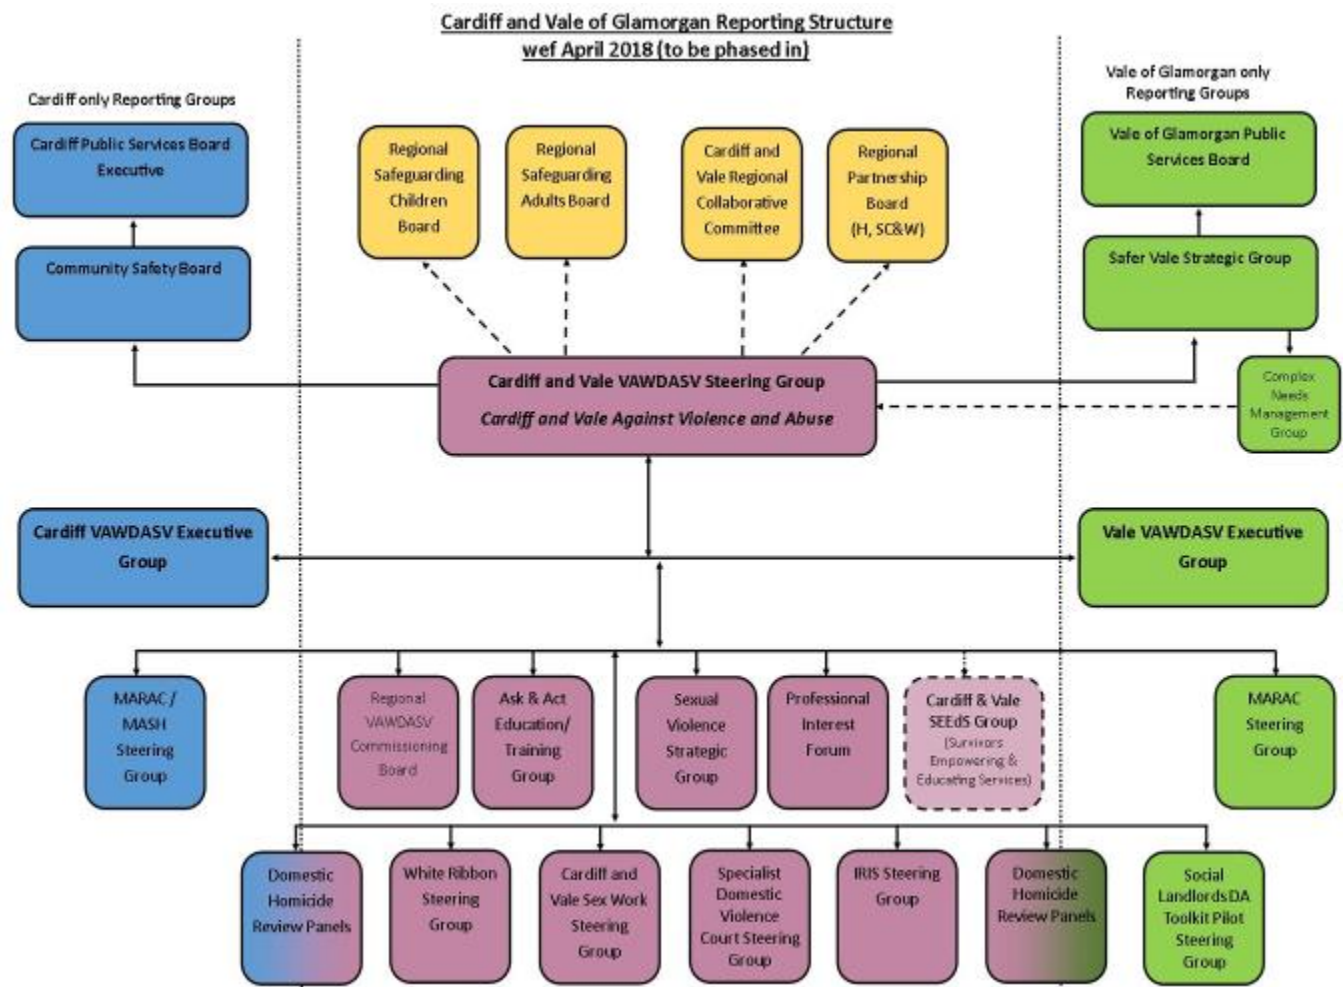 Cardiff and Vale of Glamorgan Reporting Structure
wef April 2018 (to be phased in)
Cardiff only Reporting Groups
Vale of Glamorgan only
Reporting Groups
Cardiff Public Services Board
Executive
Community Safety Board
Regional
Safeguarding
Children
Board
Regional
Safeguarding
Adults Board
Cardiff and
Vale Regional
Collaborative
Committee
Regional
Partnership
Board
(H, SC&W)
Vale of Glamorgan Public
Services Board
Safer Vale Strategic Group
Complex
Needs
Management
Group
Cardiff and Vale VAWDASV Steering Group
Cardiff and Vale Against Violence and Abuse
Cardiff VAWDASV Executive
Group
Vale VAWDASV Executive
Group
MARAC /
MASH
Steering
Group
Regional
VAWDASV
Commissioning
Board
Ask & Act
Education/
Training
Group
Sexual
Violence
Strategic
Group
Professional
Interest
Forum
Cardiff & Vale
SEEdS Group
(Survivors
Empowering &
Educating Services)
MARAC
Steering
Group
Domestic
Homicide
Review Panels
White Ribbon
Steering
Group
Cardiff and
Vale Sex Work
Steering
Group
Specialist
Domestic
Violence
Court Steering
Group
IRIS Steering
Group
Domestic
Homicide
Review Panels
Social
Landlords DA
Toolkit Pilot
Steering
Group